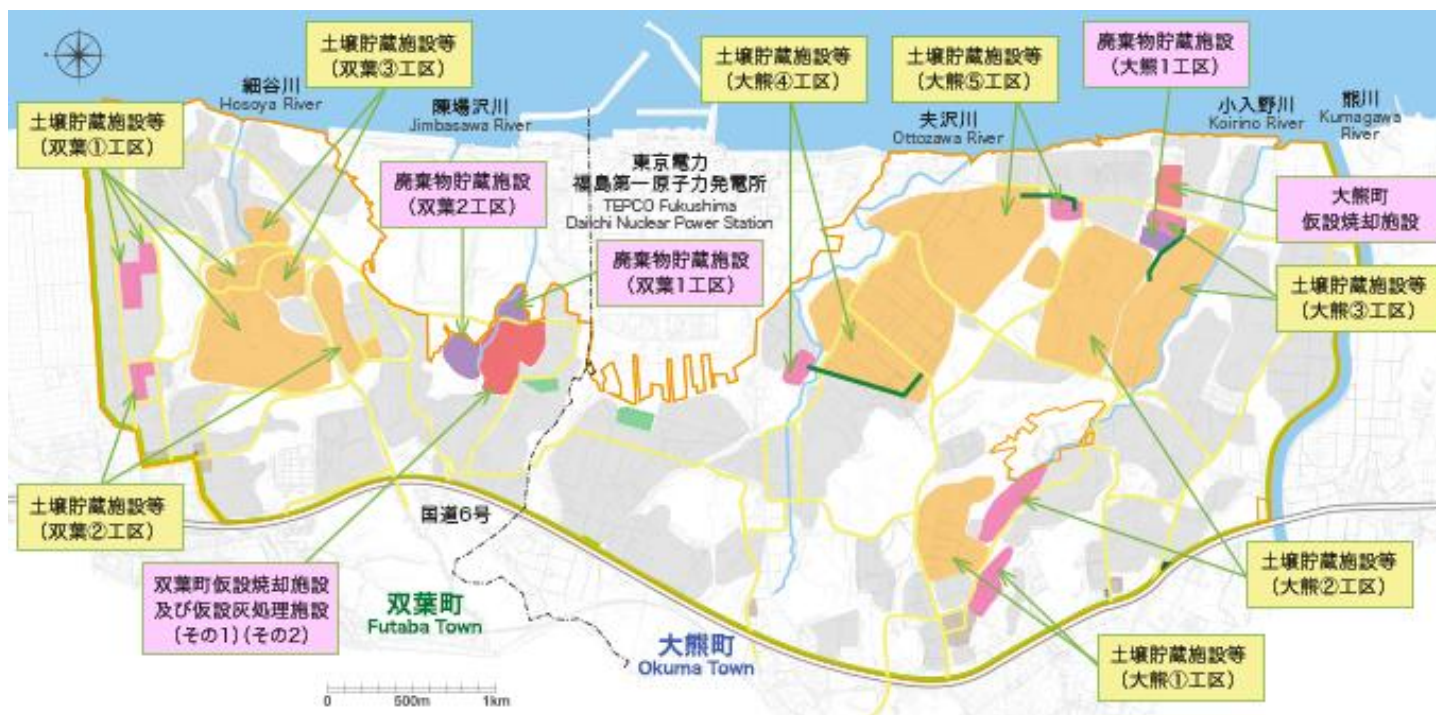 土壌貯蔵施設等
(双葉③工区)
細谷川
Hosoya River
土壌貯蔵施設等
(双葉①工区)
陳場沢川
Jimbasawa River
廃棄物貯蔵施設
(双葉2工区)
東京電力
福島第一原子力発電所
TEPCO Fukushima
Daiichi Nuclear Power Station
廃棄物貯蔵施設
(双葉1工区)
土壌貯蔵施設等
(大熊④工区)
土壌貯蔵施設等
(大熊⑤工区)
夫沢川
Ottozawa River
廃棄物貯蔵施設
(大熊1工区)
小入野川
Koirino River
熊川
Kumagawa
River
大熊町
仮設焼却施設
土壌貯蔵施設等
(大熊③工区)
土壌貯蔵施設等
(双葉②工区)
国道6号
双葉町仮設焼却施設
及び仮設灰処理施設
(その1)(その2)
双葉町
Futaba Town
大熊町
Okuma Town
土壌貯蔵施設等
(大熊②工区)
土壌貯蔵施設等
(大熊①工区)
0 500m 1km